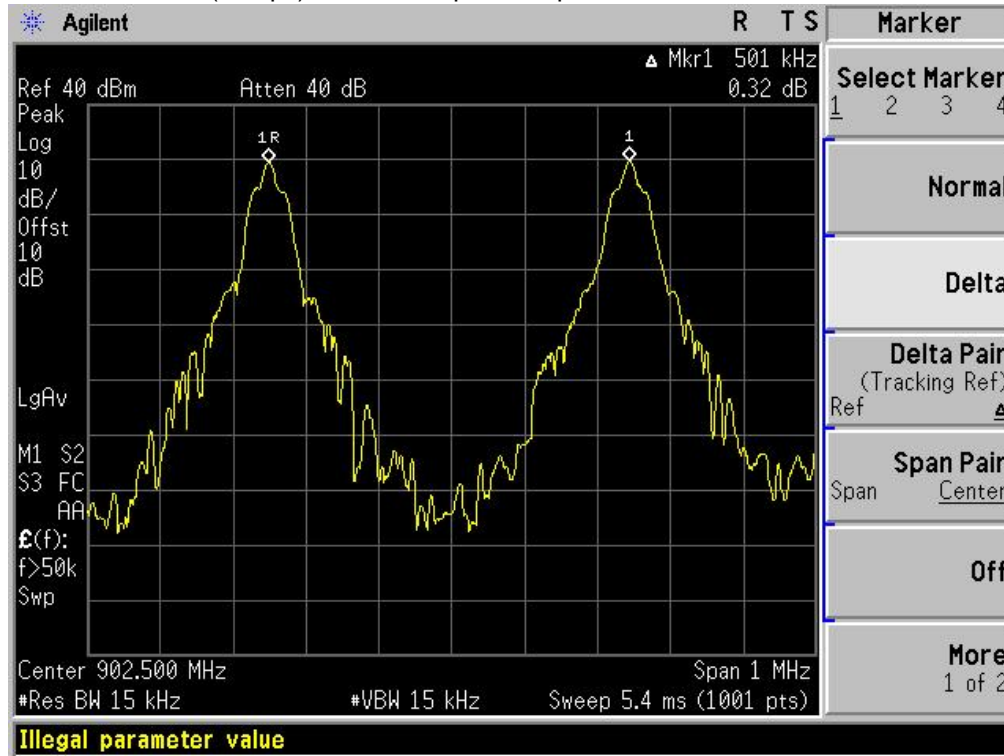 Agilent
R T S
Marker
▵ Mkr1 501 kHz
Ref 40 dBm Atten 40 dB 0.32 dB
Peak
Log
10
dB/
Offst
10
dB
LgAv
M1 S2
S3 FC
AA
£(f):
f>50k
Swp
1R
1
Center 902.500 MHz Span 1 MHz
#Res BW 15 kHz #VBW 15 kHz Sweep 5.4 ms (1001 pts)
Illegal parameter value
Select Marker
1 2 3 4
Normal
Delta
Delta Pair
(Tracking Ref)
Ref ▵
Span Pair
Span Center
Off
More
1 of 2